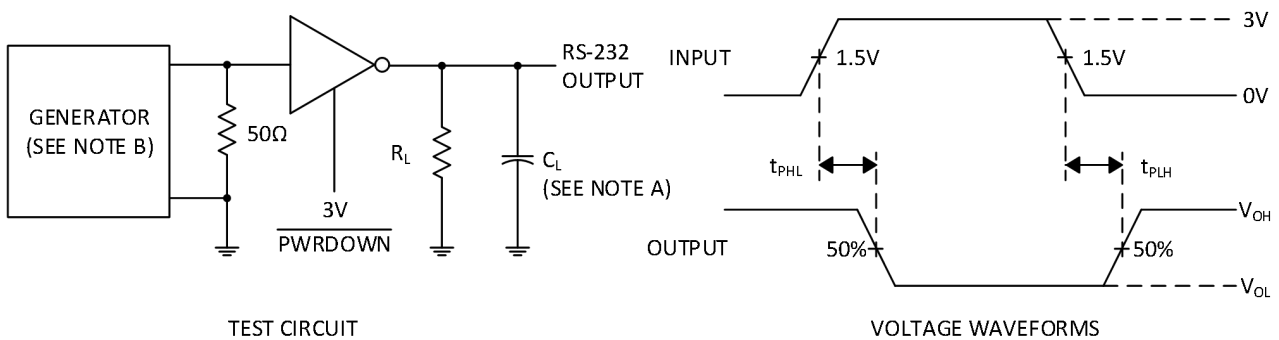 GENERATOR
(SEE NOTE B)
50Ω
3V
PWRDOWN
RL
CL
(SEE NOTE A)
RS-232
OUTPUT
TEST CIRCUIT
INPUT
1.5V
1.5V
3V
0V
tPHL
tPLH
OUTPUT
50%
50%
VOH
VOL
VOLTAGE WAVEFORMS